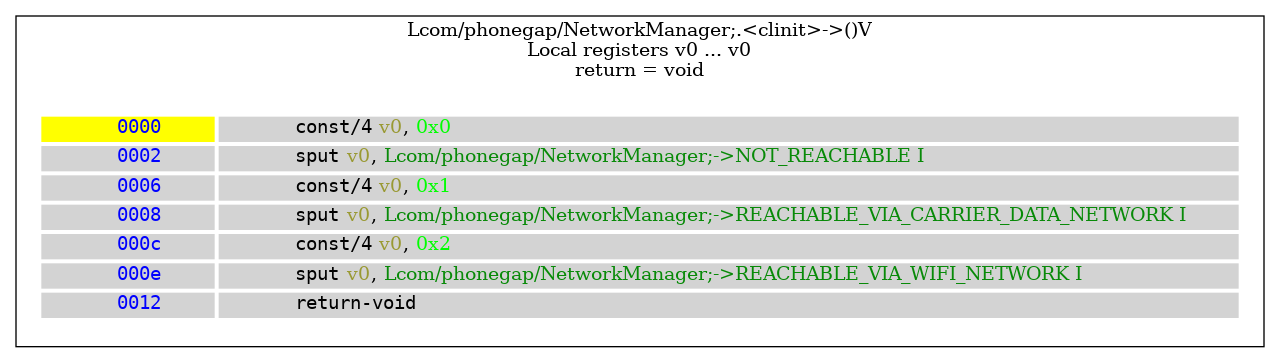 Lcom/phonegap/NetworkManager;.<clinit>->()V
Local registers v0 ... v0
return = void
0000 const/4 v0, 0x0
0002 sput v0, Lcom/phonegap/NetworkManager;->NOT_REACHABLE I
0006 const/4 v0, 0x1
0008 sput v0, Lcom/phonegap/NetworkManager;->REACHABLE_VIA_CARRIER_DATA_NETWORK I
000c const/4 v0, 0x2
000e sput v0, Lcom/phonegap/NetworkManager;->REACHABLE_VIA_WIFI_NETWORK I
0012 return-void